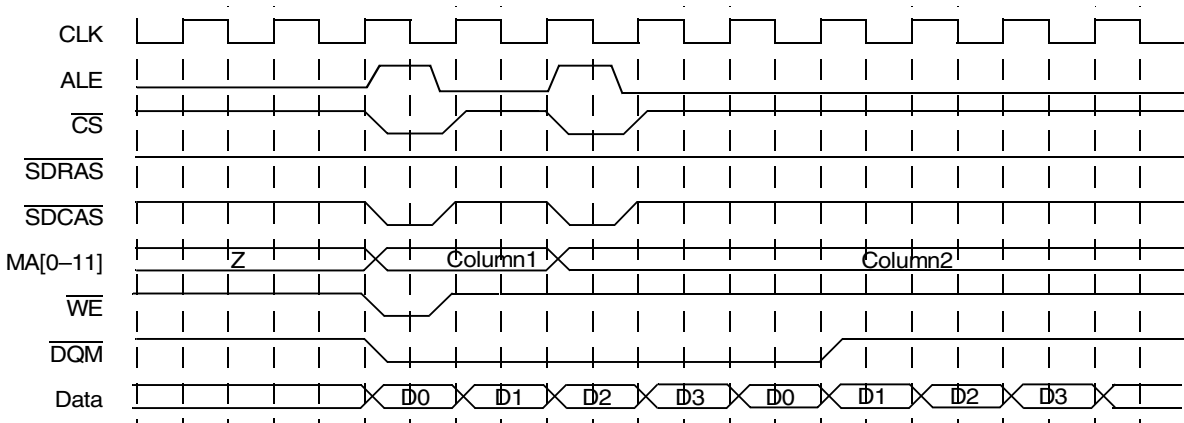 CLK
ALE
CS
SDRAS
SDCAS
MA[0–11] Z Column1 Column2
WE
DQM
Data D0 D1 D2 D3 D0 D1 D2 D3